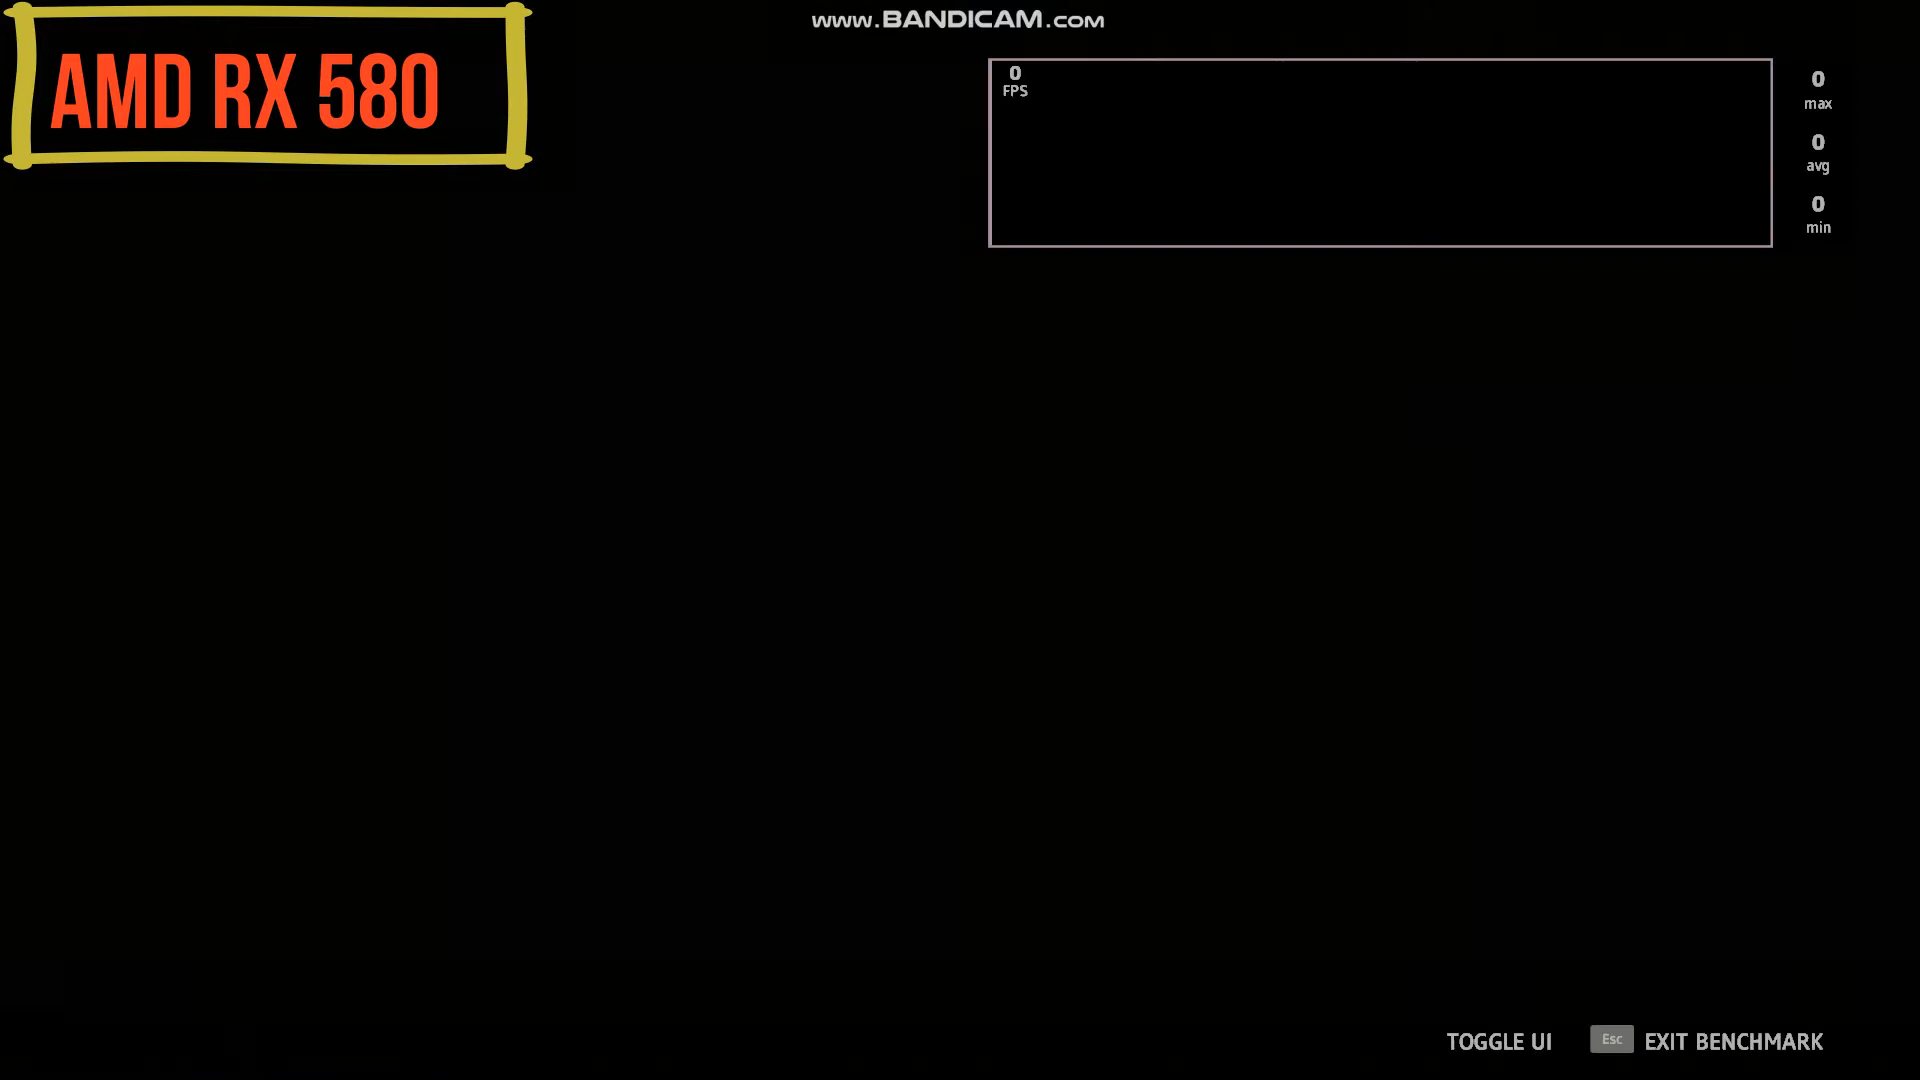 AMD RX 580
www.BANDICAM.com
0
FPS
0
max
0
avg
0
min
TOGGLE UI
Esc EXIT BENCHMARK